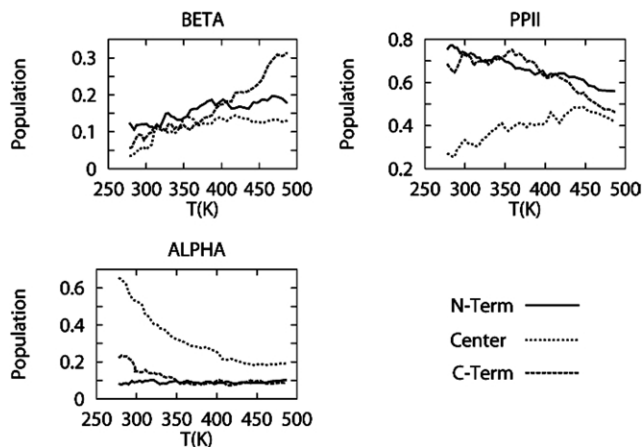 BETA
Population
0.3
0.2
0.1
0
250 300 350 400 450 500
T(K)
PPII
Population
0.8
0.6
0.4
0.2
250 300 350 400 450 500
T(K)
ALPHA
Population
0.6
0.4
0.2
0
250 300 350 400 450 500
T(K)
N-Term
Center
C-Term